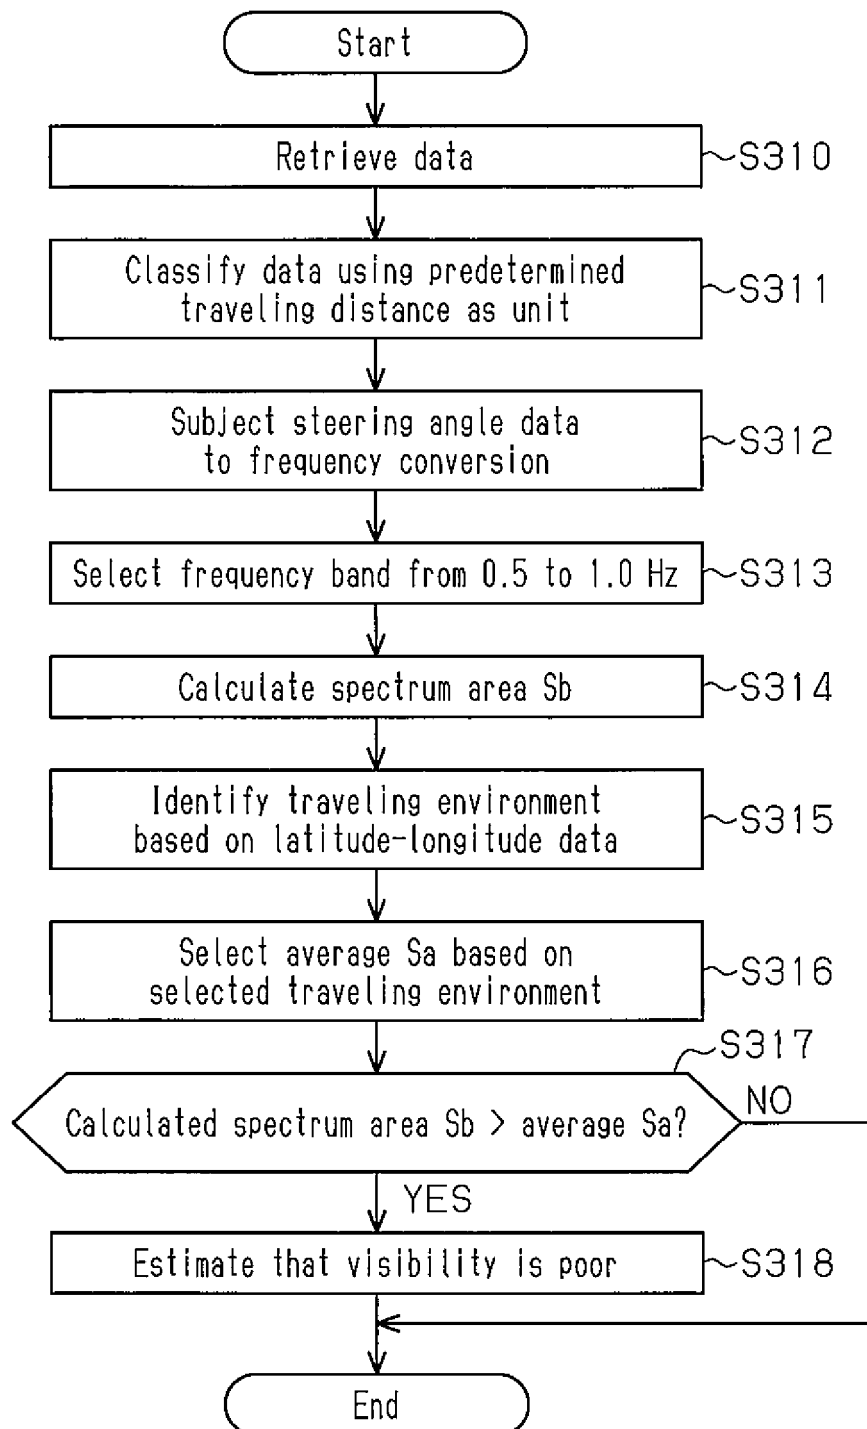 Start
Retrieve data
S310
Classify data using predetermined
traveling distance as unit
S311
Subject steering angle data
to frequency conversion
S312
Select frequency band from 0.5 to 1.0 Hz
S313
Calculate spectrum area Sb
S314
Identify traveling environment
based on latitude-longitude data
S315
Select average Sa based on
selected traveling environment
S316
S317
Calculated spectrum area Sb > average Sa?
NO
YES
Estimate that visibility is poor
S318
End